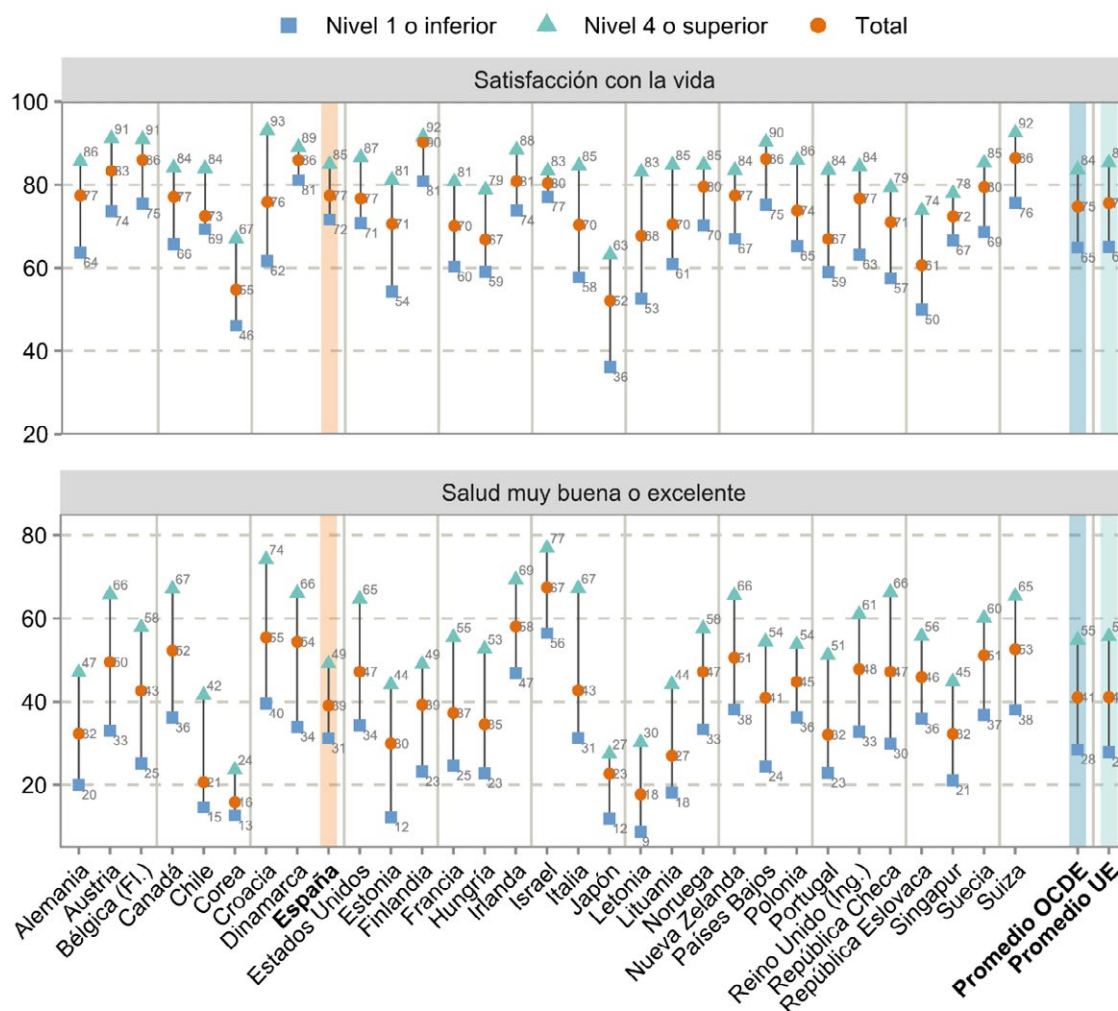 Nivel 1 o inferior Nivel 4 o superior Total
Satisfacción con la vida
100
80
60
40
20
86 77 64
91 83 74
91 86 75
84 77 66
84 73 69
67 55 46
93 76 62
89 86 81
85 77 72
87 77 71
81 71 54
92 90 81
81 70 60
79 67 59
88 81 74
83 80 77
85 70 58
63 52 36
83 68 53
85 70 61
85 80 70
84 77 67
90 86 75
86 74 65
84 67 59
84 77 63
79 71 57
74 61 50
78 72 67
85 80 69
92 86 76
84 75 65
Salud muy buena o excelente
80
60
40
20
47 32 20
66 50 33
58 43 25
67 52 36
42 21 15
24 16 13
74 55 40
66 54 34
49 39 31
65 47 34
44 30 12
49 39 23
55 37 25
53 35 23
69 58 47
77 67 56
67 43 31
27 23 12
30 18 9
44 27 18
58 47 33
66 51 38
54 41 24
54 45 36
51 32 23
61 48 33
66 47 30
56 46 36
45 32 21
60 51 37
65 53 38
55 41 28
Alemania
Austria
Bélgica (Fl.)
Canadá
Chile
Corea
Croacia
Dinamarca
España
Estados Unidos
Estonia
Finlandia
Francia
Hungría
Irlanda
Israel
Italia
Japón
Letonia
Lituania
Noruega
Nueva Zelanda
Países Bajos
Polonia
Portugal
Reino Unido (Ing.)
República Checa
República Eslovaca
Singapur
Suecia
Suiza
Promedio OCDE
Promedio UE